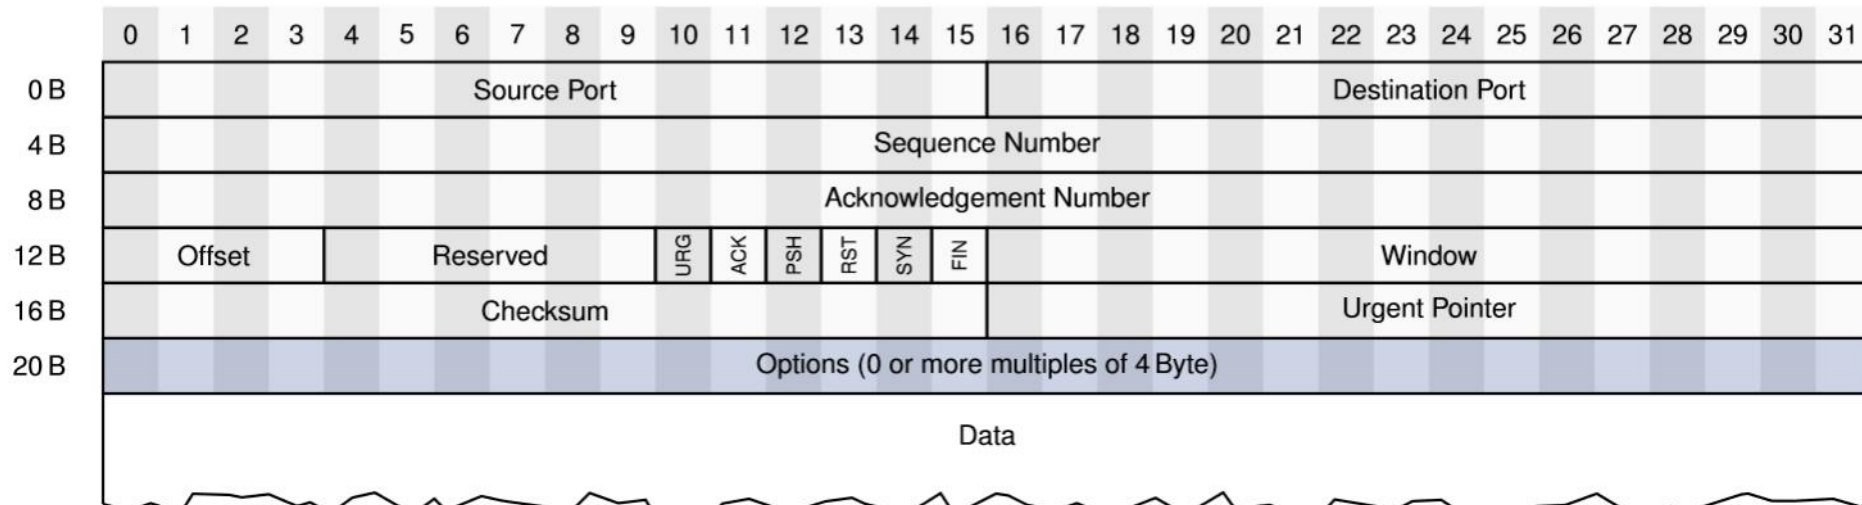 0 1 2 3 4 5 6 7 8 9 10 11 12 13 14 15 16 17 18 19 20 21 22 23 24 25 26 27 28 29 30 31
0 B Source Port Destination Port
4 B Sequence Number
8 B Acknowledgement Number
12 B Offset Reserved URG ACK PSH RST SYN FIN Window
16 B Checksum Urgent Pointer
20 B Options (0 or more multiples of 4 Byte)
Data